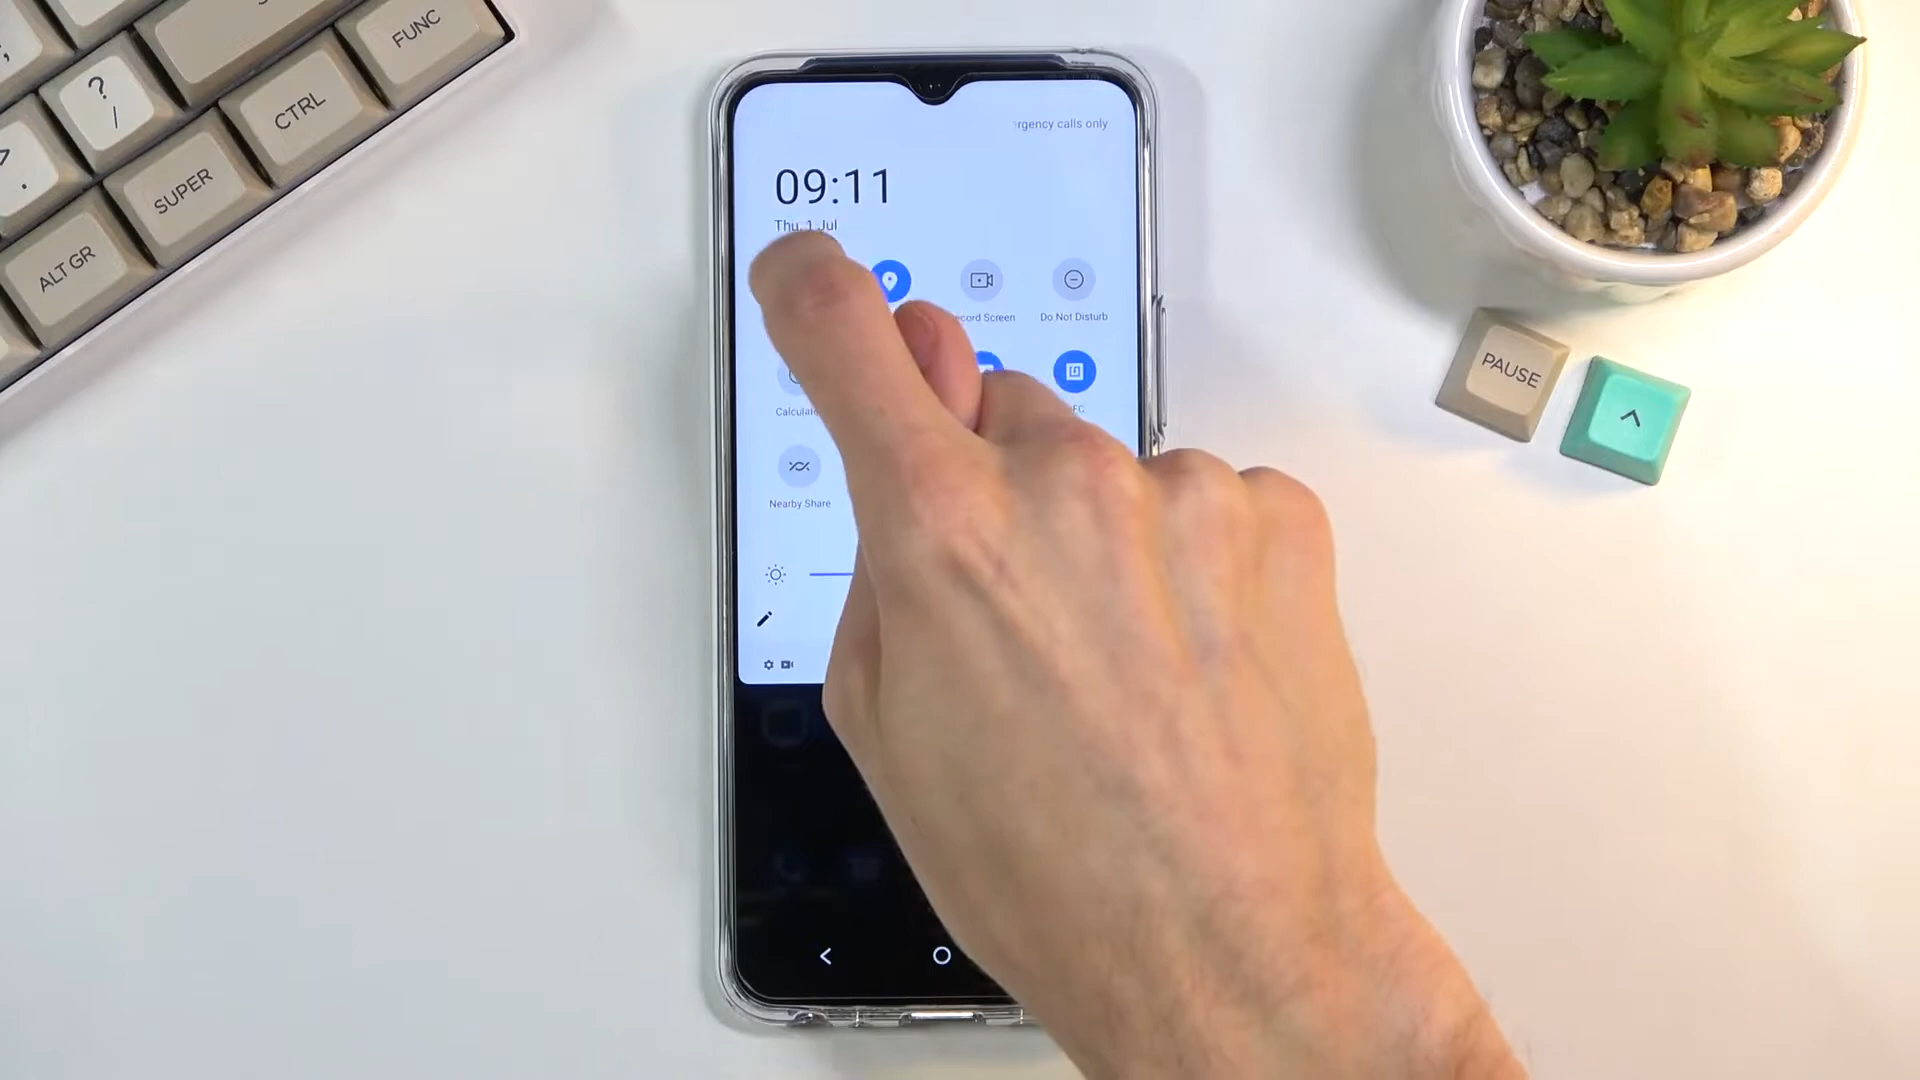 FUNC
?
/
CTRL
;
>
.
SUPER
ALT GR
rgency calls only
09:11
Thu, 1 Jul
ecord Screen
Do Not Disturb
PAUSE
Calculat
FC
Nearby Share